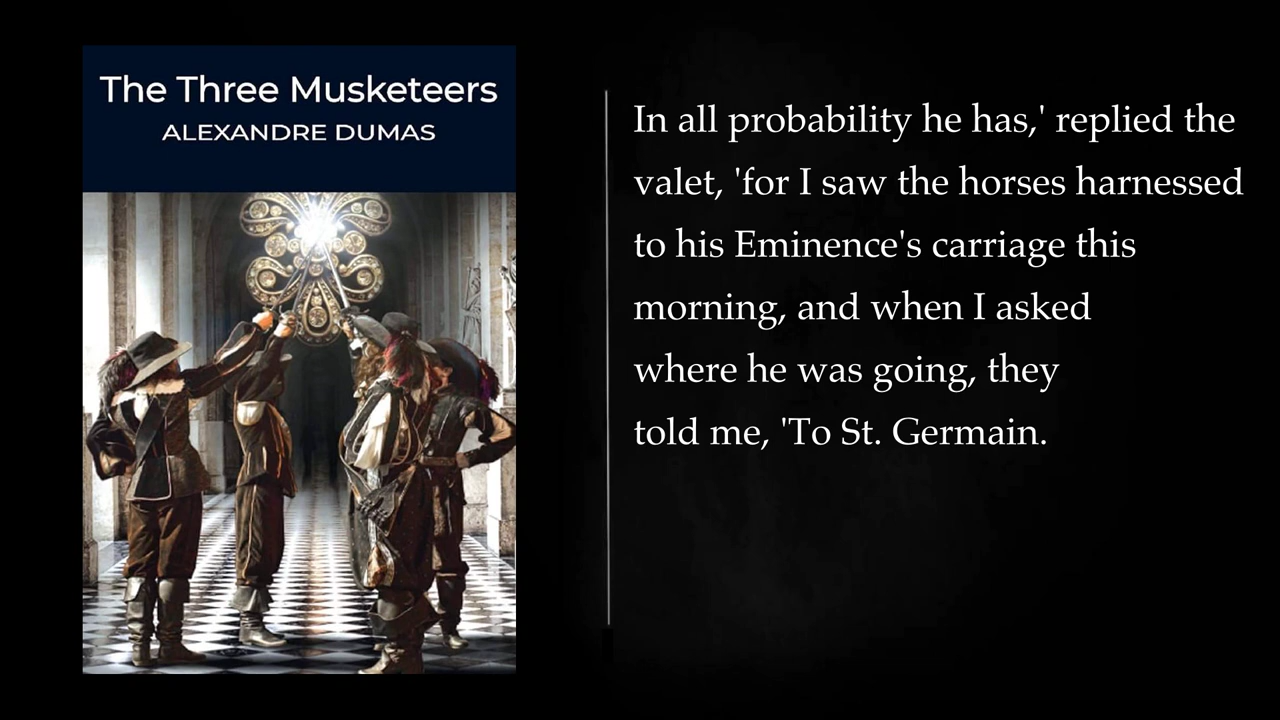 The Three Musketeers
ALEXANDRE DUMAS
In all probability he has,' replied the
valet, 'for I saw the horses harnessed
to his Eminence's carriage this
morning, and when I asked
where he was going, they
told me, 'To St. Germain.